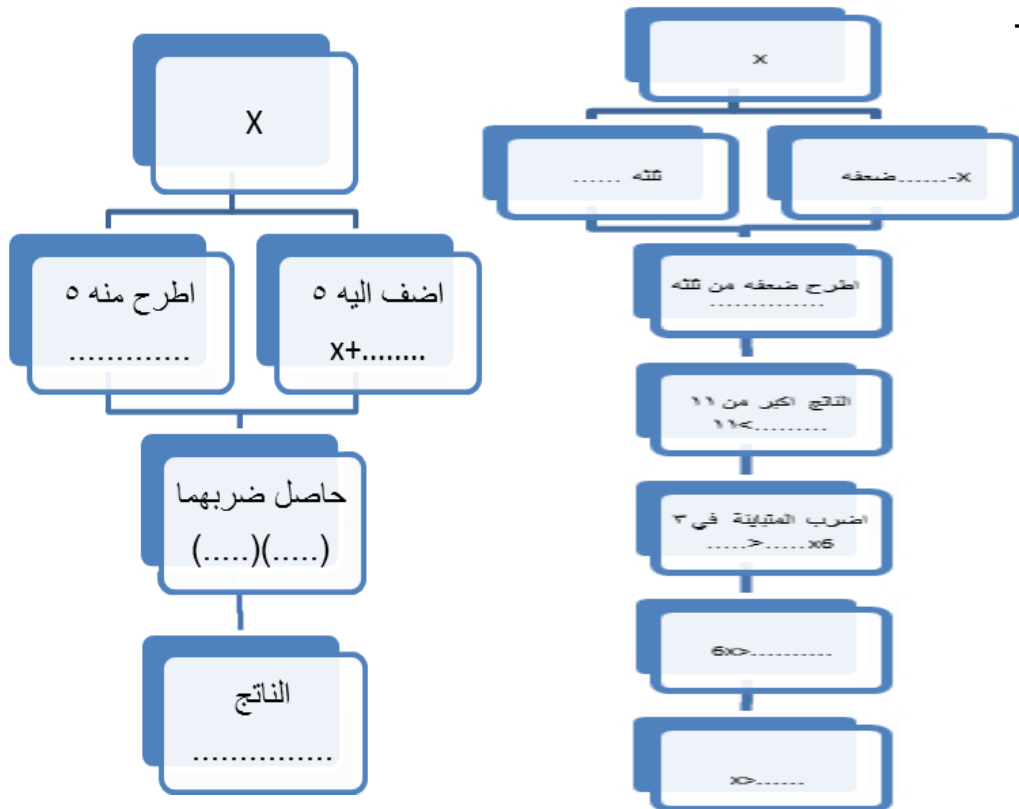 X
اضف اليه ٥
x+........
اطرح منه ٥
.............
حاصل ضربهما
(.....)(.....)
الناتج
...............
x
ضعفه.......-x
ثلثه ......
اطرح ضعفه من ثلثه
..............
الناتج اكبر من ١١
.........>١١
اضرب المتباينة في ٣
.....<.....x6
6x>..........
x>......